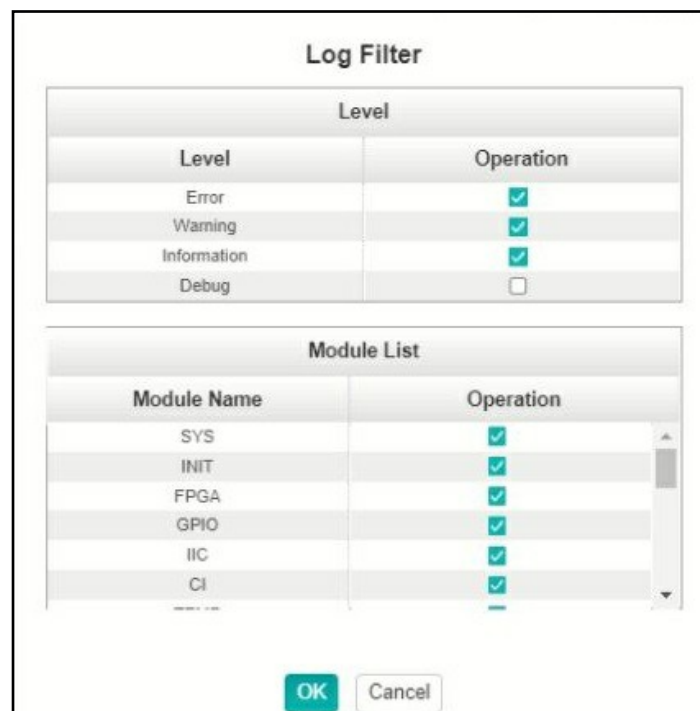 Log Filter
Level
Level Operation
Error
Warning
Information
Debug
Module List
Module Name Operation
SYS
INIT
FPGA
GPIO
IIC
CI
OK Cancel